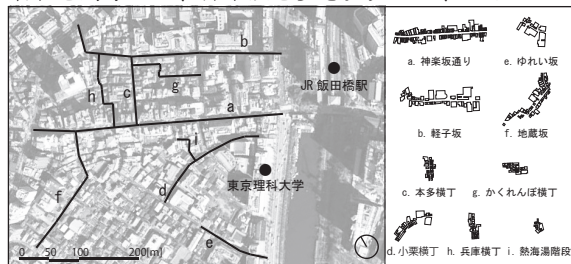 b
JR 飯田橋駅
g
h
c
a
i
東京理科大学
d
f
e
0 50 100 200[m]
a. 神楽坂通り
e. ゆれい坂
b. 軽子坂
f. 地蔵坂
c. 本多横丁
g. かくれんぼ横丁
d. 小栗横丁
h. 兵庫横丁
i. 熱海湯階段